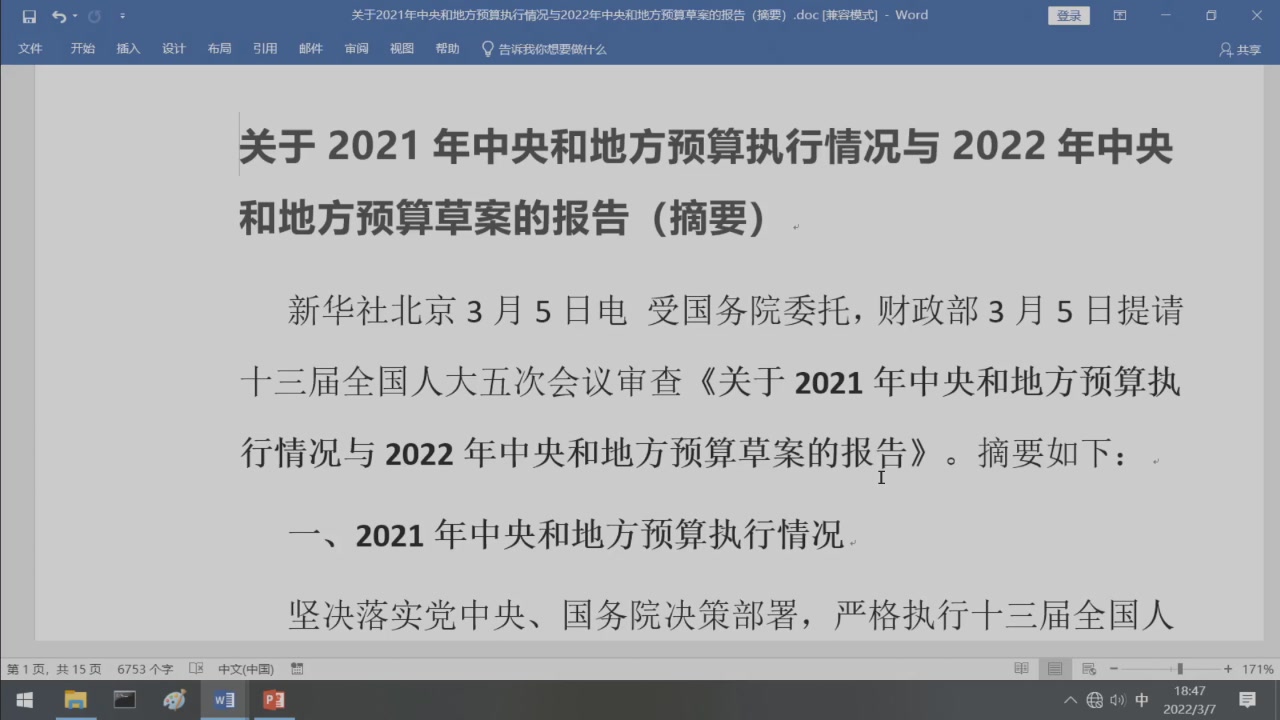 关于2021年中央和地方预算执行情况与2022年中央和地方预算草案的报告（摘要）.doc [兼容模式] - Word
登录
文件 开始 插入 设计 布局 引用 邮件 审阅 视图 帮助 告诉我你想要做什么 共享
关于 2021 年中央和地方预算执行情况与 2022 年中央
和地方预算草案的报告（摘要）
新华社北京 3 月 5 日电 受国务院委托，财政部 3 月 5 日提请
十三届全国人大五次会议审查《关于 2021 年中央和地方预算执
行情况与 2022 年中央和地方预算草案的报告》。摘要如下：
一、2021 年中央和地方预算执行情况
坚决落实党中央、国务院决策部署，严格执行十三届全国人
第 1 页，共 15 页 6753 个字 中文(中国) 171%
中 18:47
2022/3/7